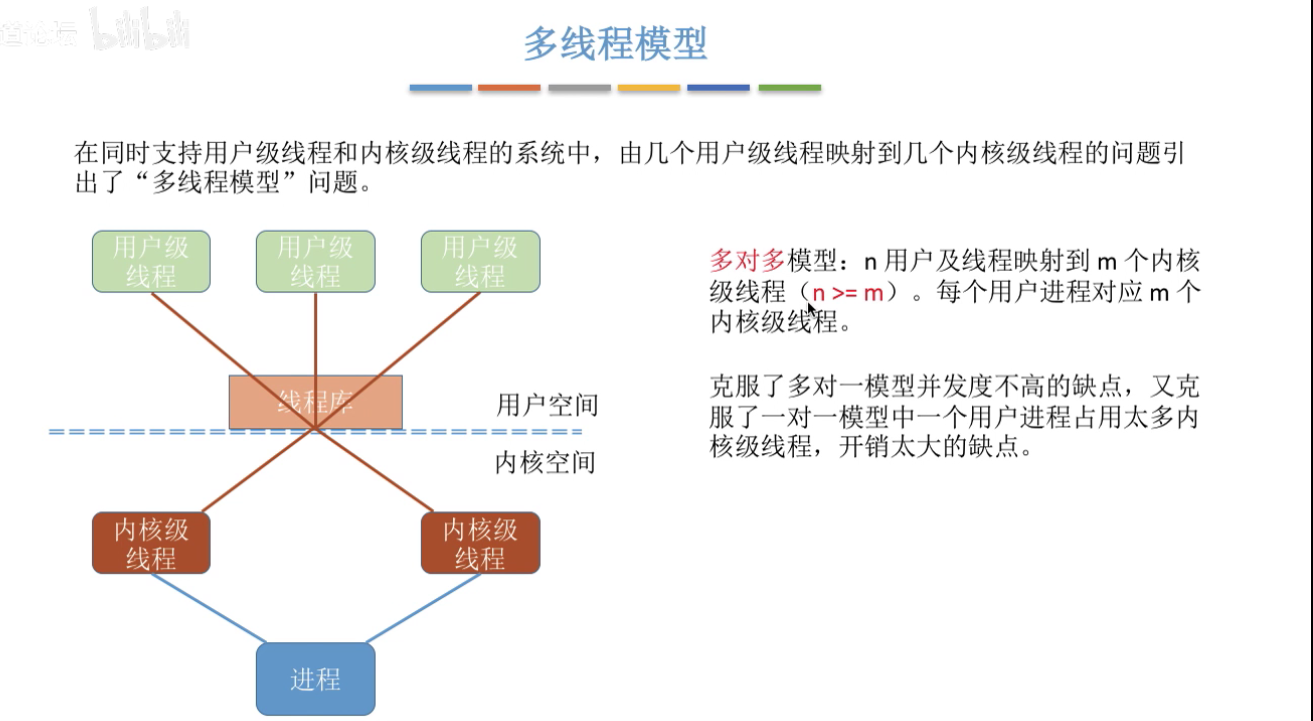 道论坛 bilibili
多线程模型
在同时支持用户级线程和内核级线程的系统中，由几个用户级线程映射到几个内核级线程的问题引
出了“多线程模型”问题。
用户级
线程
用户级
线程
用户级
线程
线程库
用户空间
内核空间
内核级
线程
内核级
线程
进程
多对多模型：n 用户及线程映射到 m 个内核
级线程（n >= m）。每个用户进程对应 m 个
内核级线程。
克服了多对一模型并发度不高的缺点，又克
服了一对一模型中一个用户进程占用太多内
核级线程，开销太大的缺点。